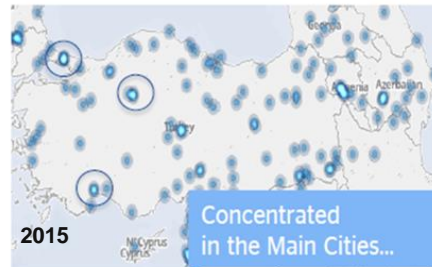 Georgia
Armenia
Azerbaijan
Turkey
2015
N. Cyprus
Cyprus
Concentrated
in the Main Cities...